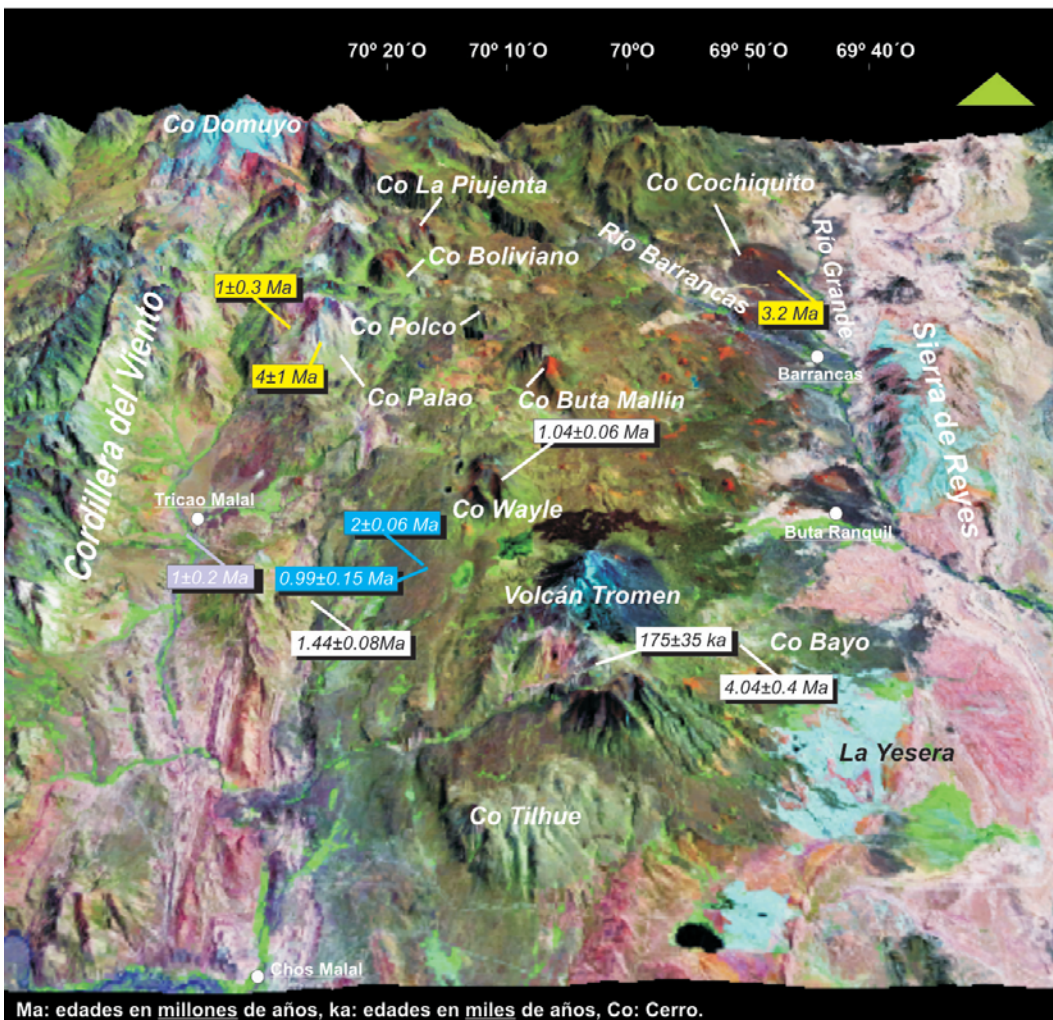 70º 20´O 70º 10´O 70ºO 69º 50´O 69º 40´O
Co Domuyo
Co La Piujenta
Co Cochiquito
Río Grande
Río Barrancas
Co Boliviano
1±0.3 Ma
Co Polco
3.2 Ma
Cordillera del Viento
Sierra de Reyes
4±1 Ma
Barrancas
Co Palao
Co Buta Mallín
1.04±0.06 Ma
Tricao Malal
Co Wayle
2±0.06 Ma
Buta Ranquil
1±0.2 Ma
0.99±0.15 Ma
Volcán Tromen
1.44±0.08Ma
175±35 ka
Co Bayo
4.04±0.4 Ma
La Yesera
Co Tilhue
Chos Malal
Ma: edades en millones de años, ka: edades en miles de años, Co: Cerro.